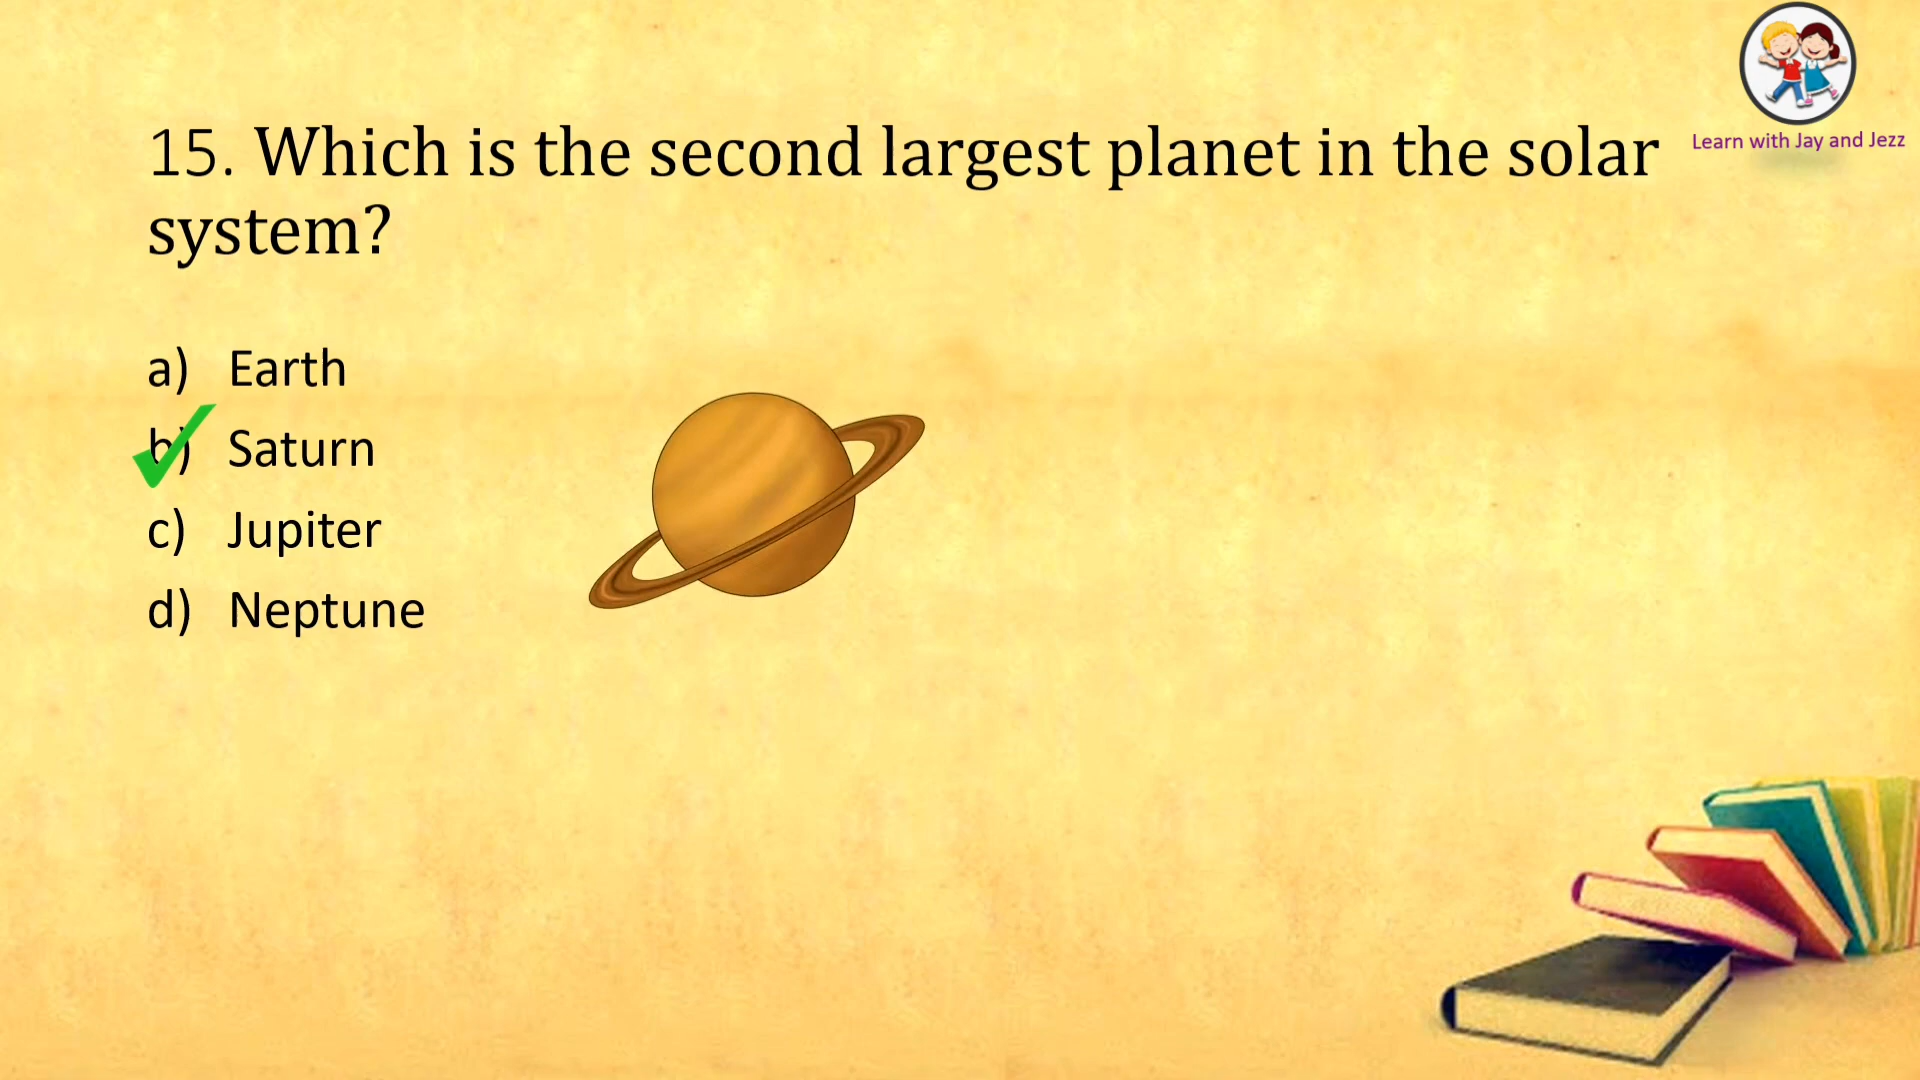 Learn with Jay and Jezz
15. Which is the second largest planet in the solar
system?
a) Earth
b) Saturn
c) Jupiter
d) Neptune